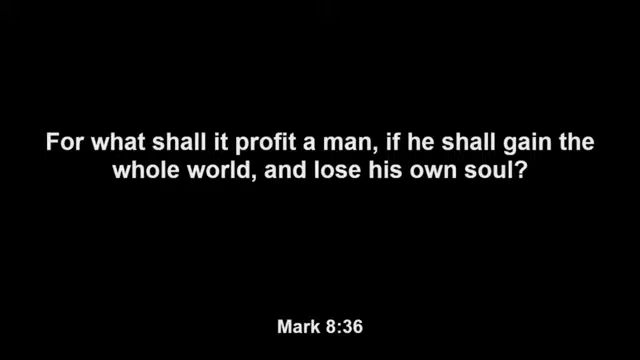 For what shall it profit a man, if he shall gain the
whole world, and lose his own soul?
Mark 8:36